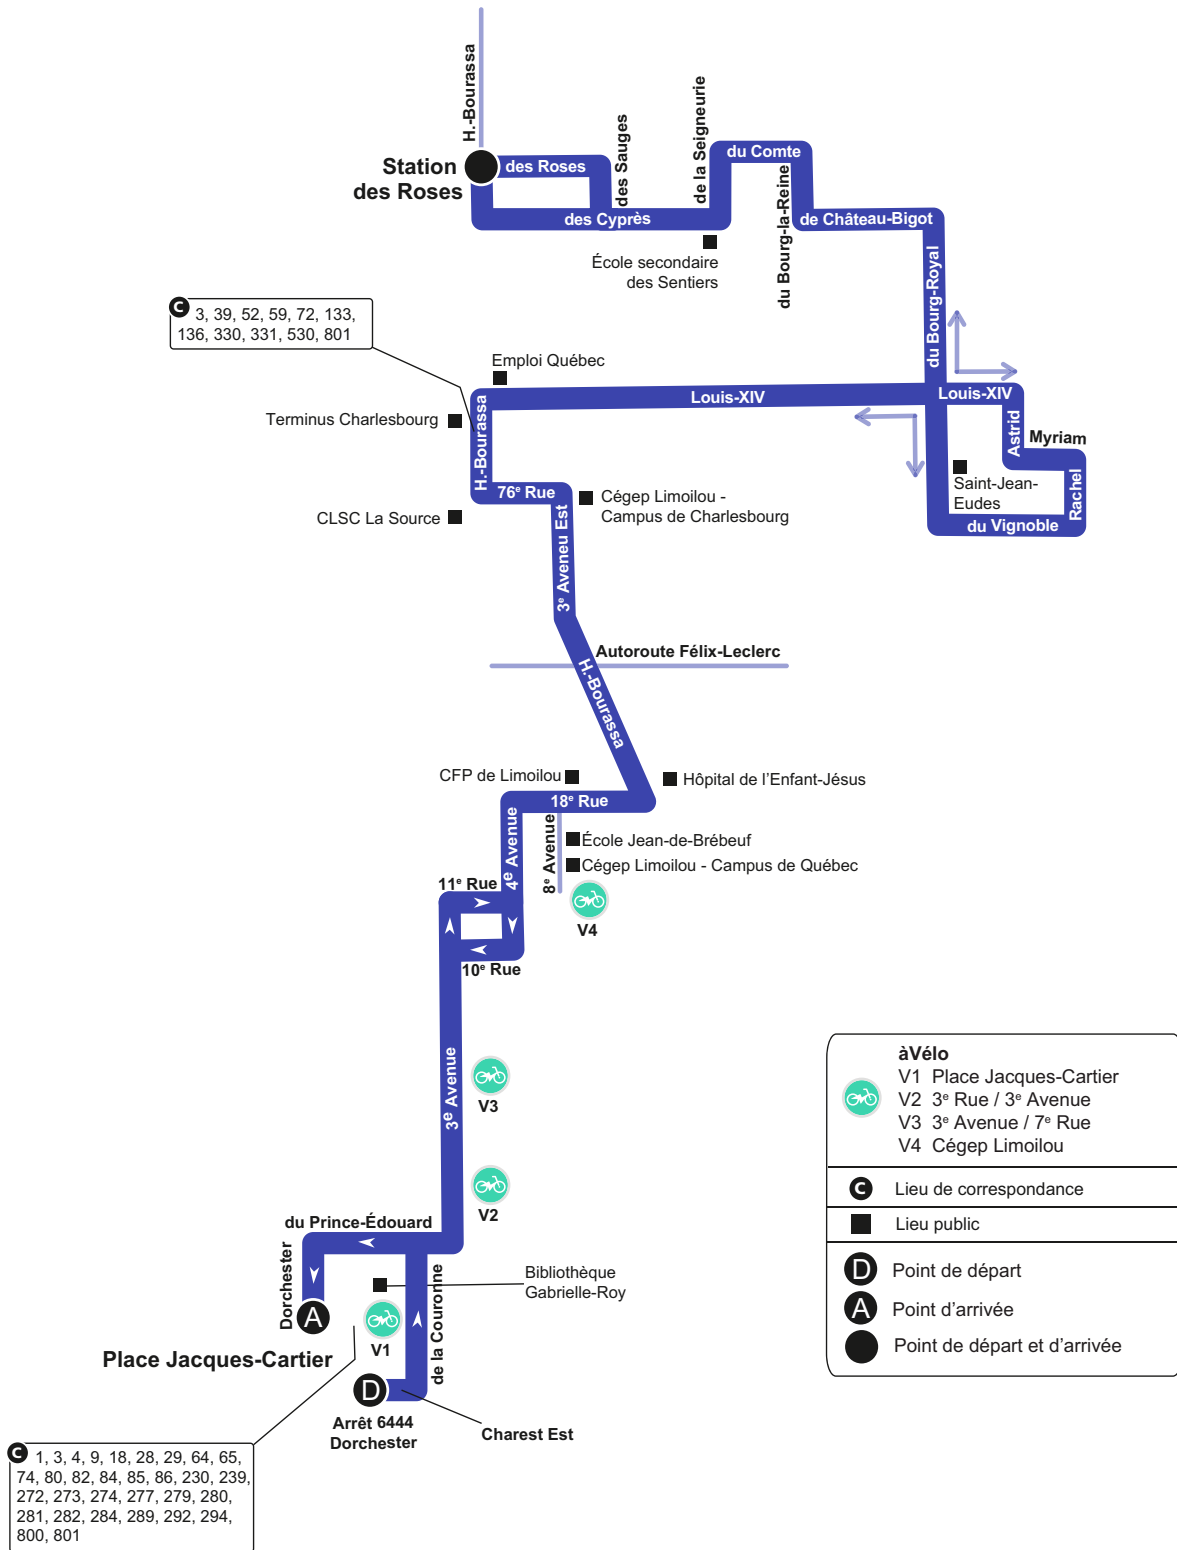 H.-Bourassa
Station
des Roses
des Roses
des Sauges
de la Seigneurie
du Comte
du Bourg-la-Reine
des Cyprès
de Château-Bigot
École secondaire
des Sentiers
du Bourg-Royal
C 3, 39, 52, 59, 72, 133,
136, 330, 331, 530, 801
Emploi Québec
Louis-XIV
Louis-XIV
Terminus Charlesbourg
H.-Bourassa
Astrid
Myriam
Rachel
Saint-Jean-
Eudes
du Vignoble
76e Rue
CLSC La Source
Cégep Limoilou -
Campus de Charlesbourg
3e Aveneu Est
Autoroute Félix-Leclerc
H.-Bourassa
CFP de Limoilou
Hôpital de l'Enfant-Jésus
18e Rue
4e Avenue
8e Avenue
École Jean-de-Brébeuf
Cégep Limoilou - Campus de Québec
11e Rue
V4
10e Rue
3e Avenue
V3
V2
du Prince-Édouard
Dorchester
de la Couronne
Bibliothèque
Gabrielle-Roy
A
V1
Place Jacques-Cartier
D
Arrêt 6444
Dorchester
Charest Est
C 1, 3, 4, 9, 18, 28, 29, 64, 65,
74, 80, 82, 84, 85, 86, 230, 239,
272, 273, 274, 277, 279, 280,
281, 282, 284, 289, 292, 294,
800, 801
àVélo
V1 Place Jacques-Cartier
V2 3e Rue / 3e Avenue
V3 3e Avenue / 7e Rue
V4 Cégep Limoilou
C Lieu de correspondance
Lieu public
D Point de départ
A Point d'arrivée
Point de départ et d'arrivée